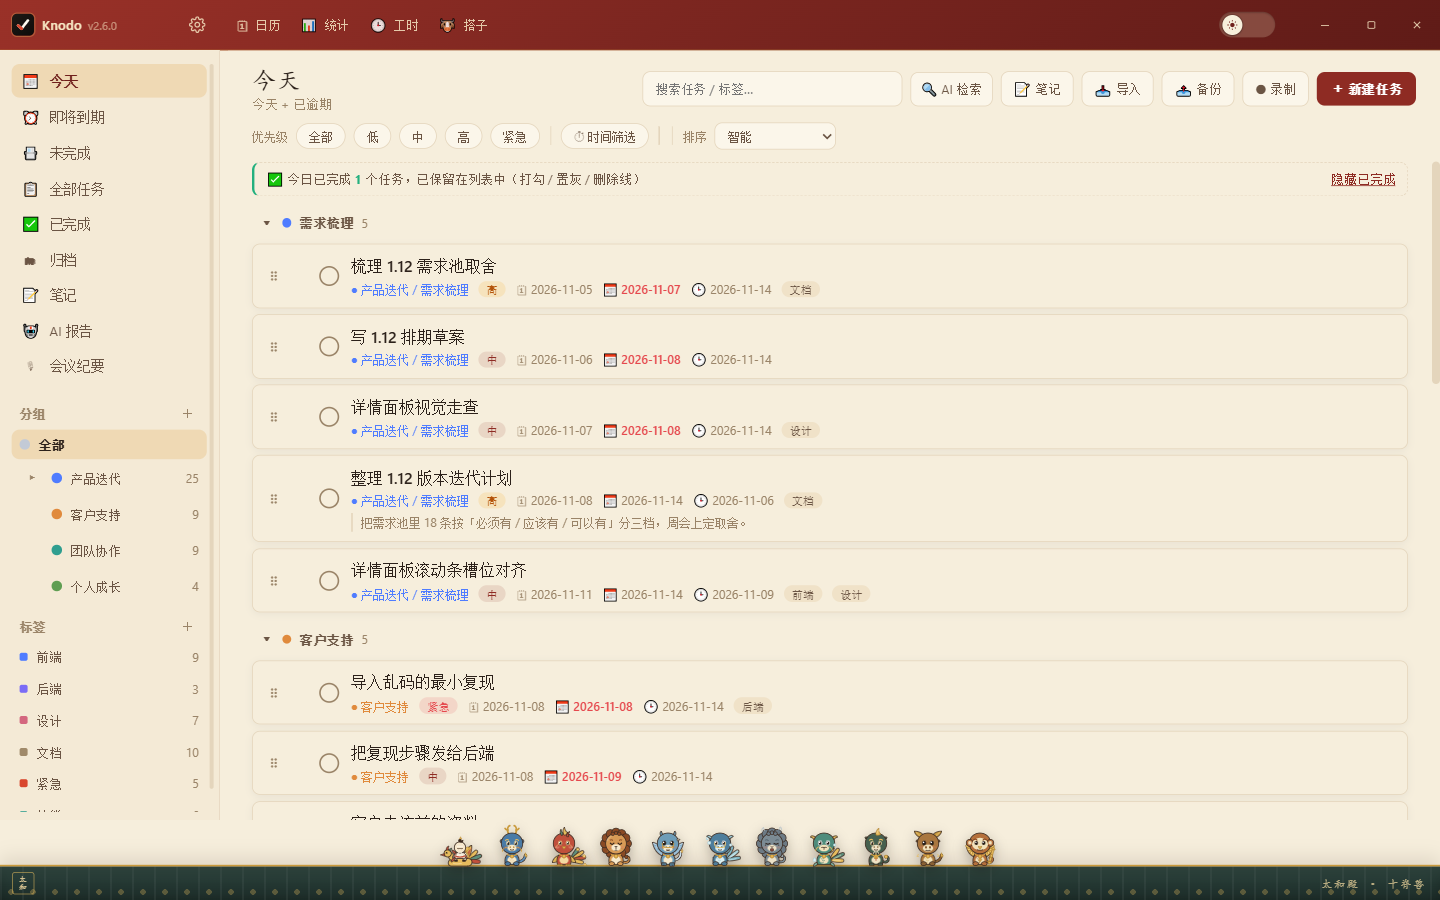 Knodo v2.6.0
日历
统计
工时
搭子
今天
即将到期
未完成
全部任务
已完成
归档
笔记
AI 报告
会议纪要
分组
全部
产品迭代 25
客户支持 9
团队协作 9
个人成长 4
标签
前端 9
后端 3
设计 7
文档 10
紧急 5
今天
今天 + 已逾期
搜索任务 / 标签...
AI 检索
笔记
导入
备份
录制
+ 新建任务
优先级 全部 低 中 高 紧急 时间筛选 排序 智能
今日已完成 1 个任务，已保留在列表中（打勾 / 置灰 / 删除线）
隐藏已完成
需求梳理 5
梳理 1.12 需求池取舍
产品迭代 / 需求梳理 高 2026-11-05 2026-11-07 2026-11-14 文档
写 1.12 排期草案
产品迭代 / 需求梳理 中 2026-11-06 2026-11-08 2026-11-14
详情面板视觉走查
产品迭代 / 需求梳理 中 2026-11-07 2026-11-08 2026-11-14 设计
整理 1.12 版本迭代计划
产品迭代 / 需求梳理 高 2026-11-08 2026-11-14 2026-11-06 文档
把需求池里 18 条按「必须有 / 应该有 / 可以有」分三档，周会上定取舍。
详情面板滚动条槽位对齐
产品迭代 / 需求梳理 中 2026-11-11 2026-11-14 2026-11-09 前端 设计
客户支持 5
导入乱码的最小复现
客户支持 紧急 2026-11-08 2026-11-08 2026-11-14 后端
把复现步骤发给后端
客户支持 中 2026-11-08 2026-11-09 2026-11-14
太和
太和殿 · 十脊兽